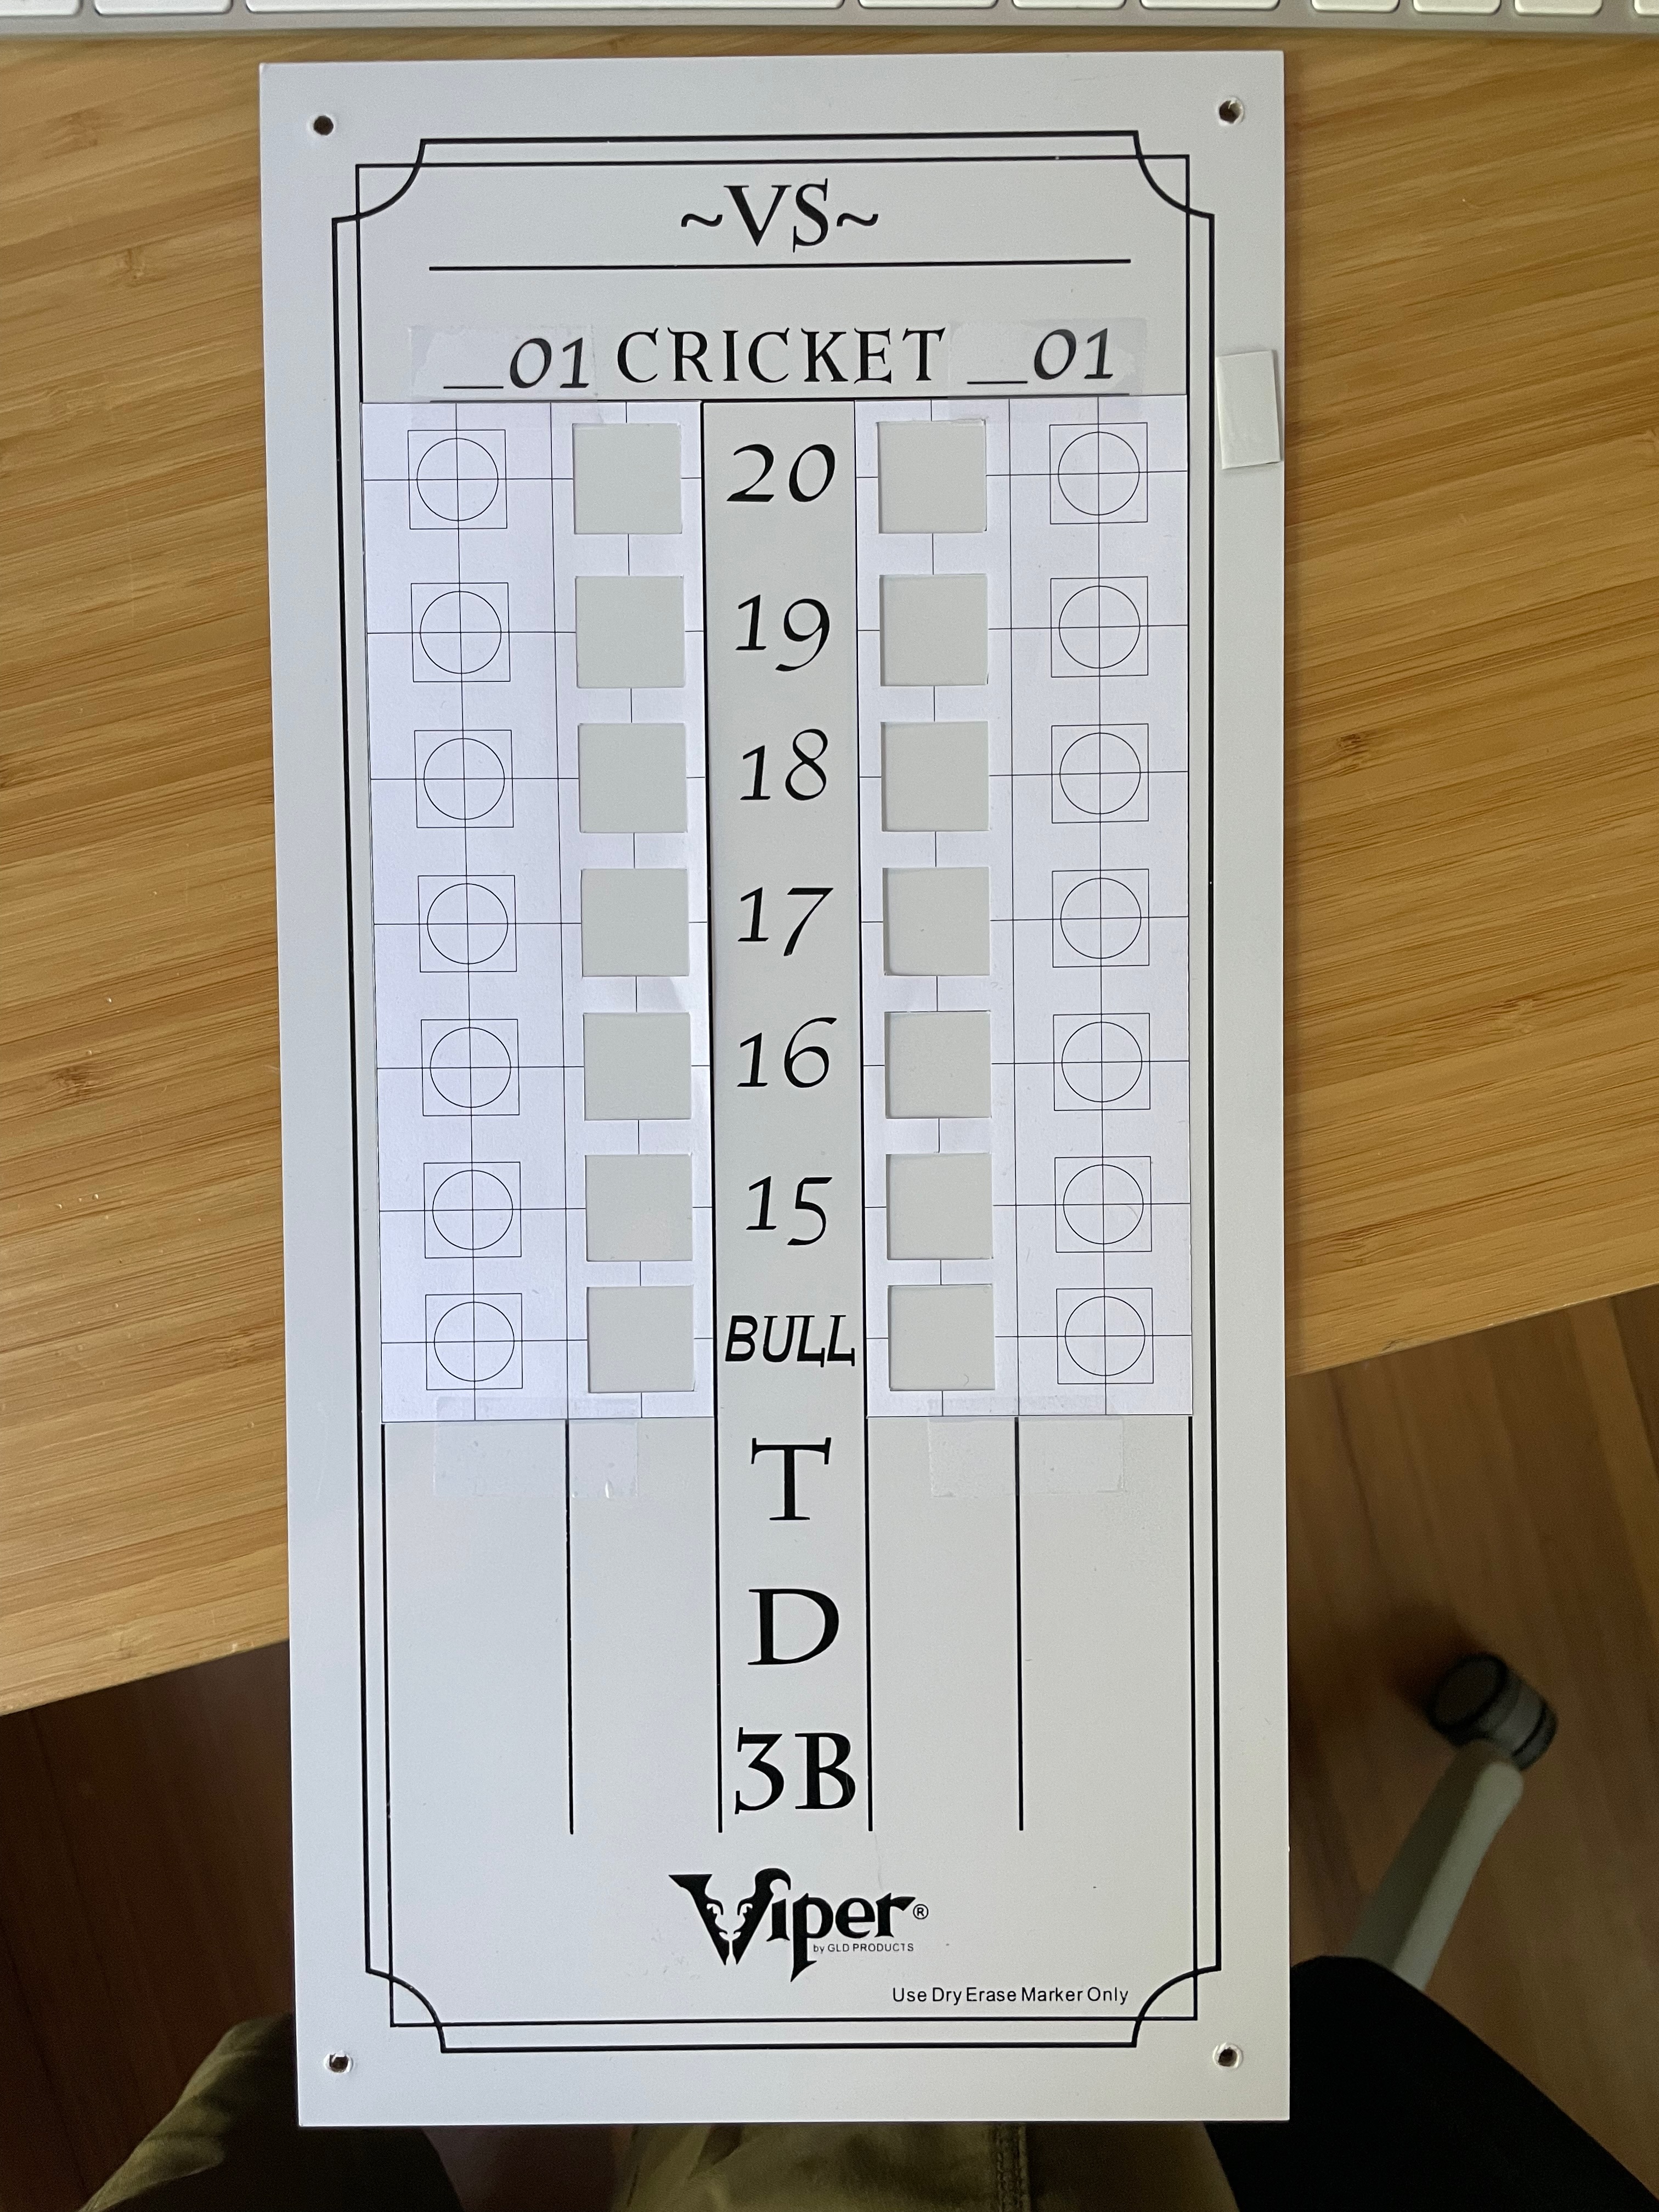 ~VS~
__01 CRICKET __01
20
19
18
17
16
15
BULL
T
D
3B
Viper®
by GLD PRODUCTS
Use Dry Erase Marker Only